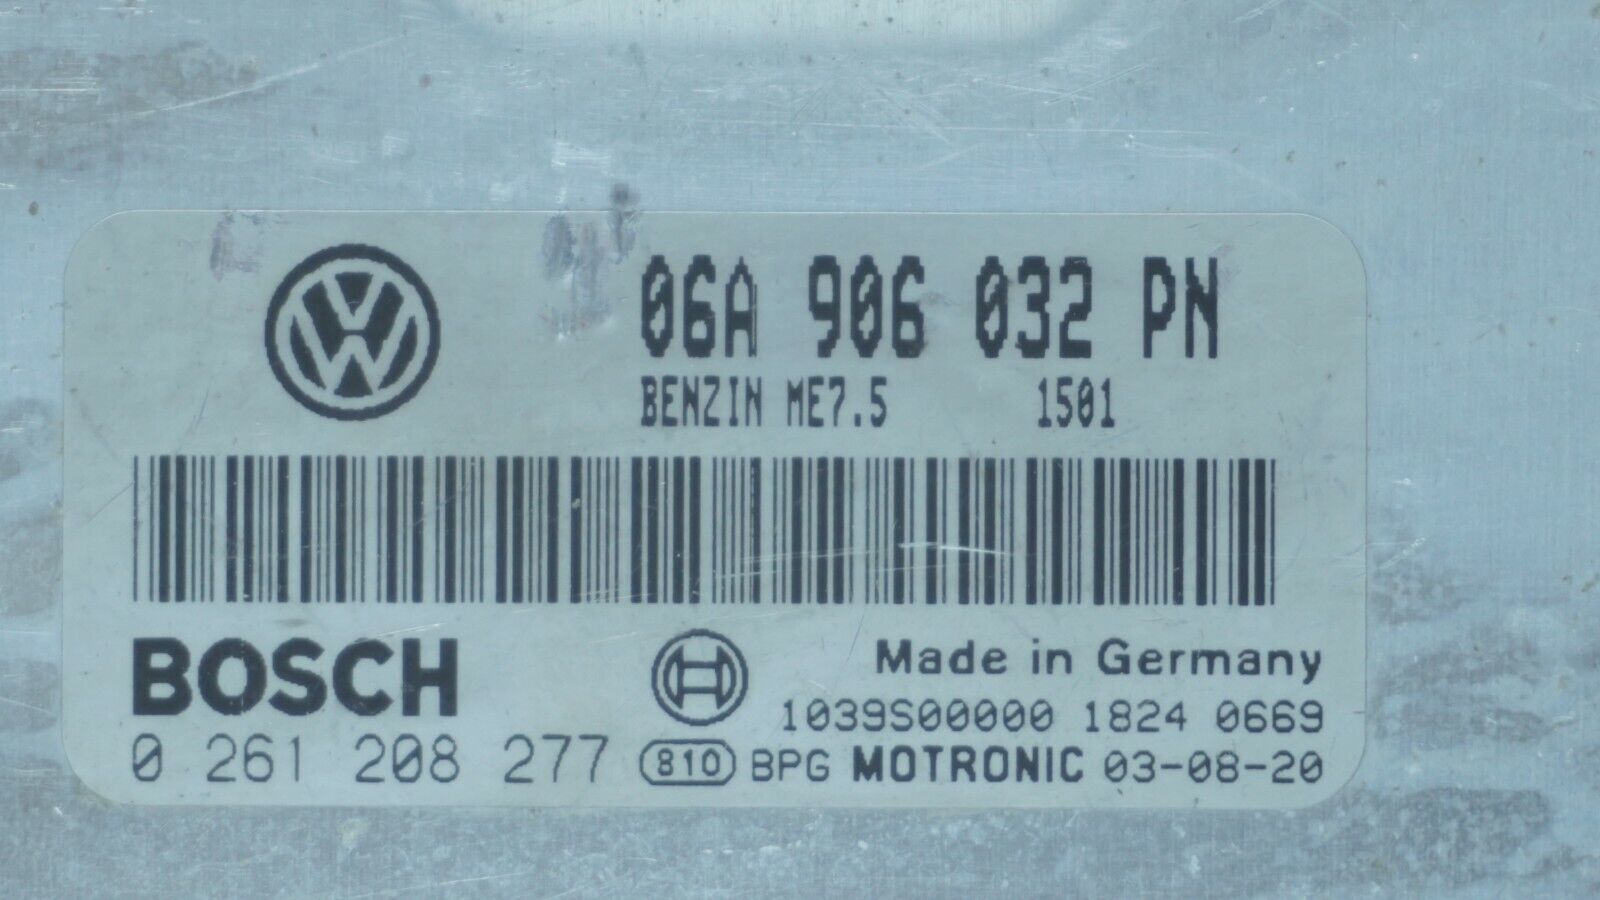 06A 906 032 PN
BENZIN ME7.5 1501
BOSCH
Made in Germany
1039S00000 1824 0669
0 261 208 277 810 BPG MOTRONIC 03-08-20